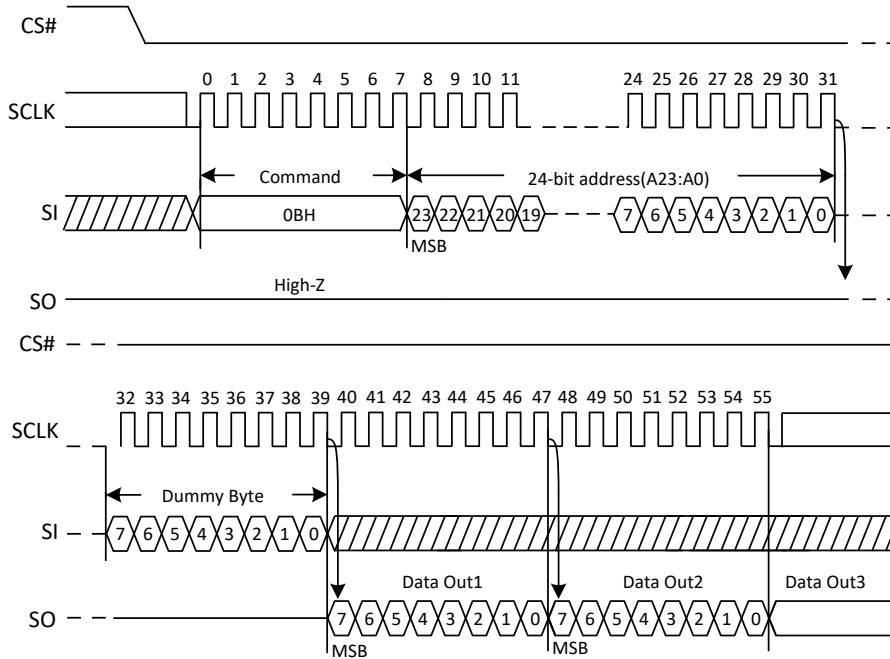 CS#
0 1 2 3 4 5 6 7 8 9 10 11 24 25 26 27 28 29 30 31
SCLK
Command 24-bit address(A23:A0)
SI 0BH 23 22 21 20 19 7 6 5 4 3 2 1 0
MSB
High-Z
SO
CS#
32 33 34 35 36 37 38 39 40 41 42 43 44 45 46 47 48 49 50 51 52 53 54 55
SCLK
Dummy Byte
SI 7 6 5 4 3 2 1 0
Data Out1 Data Out2 Data Out3
SO 7 6 5 4 3 2 1 0 7 6 5 4 3 2 1 0
MSB MSB